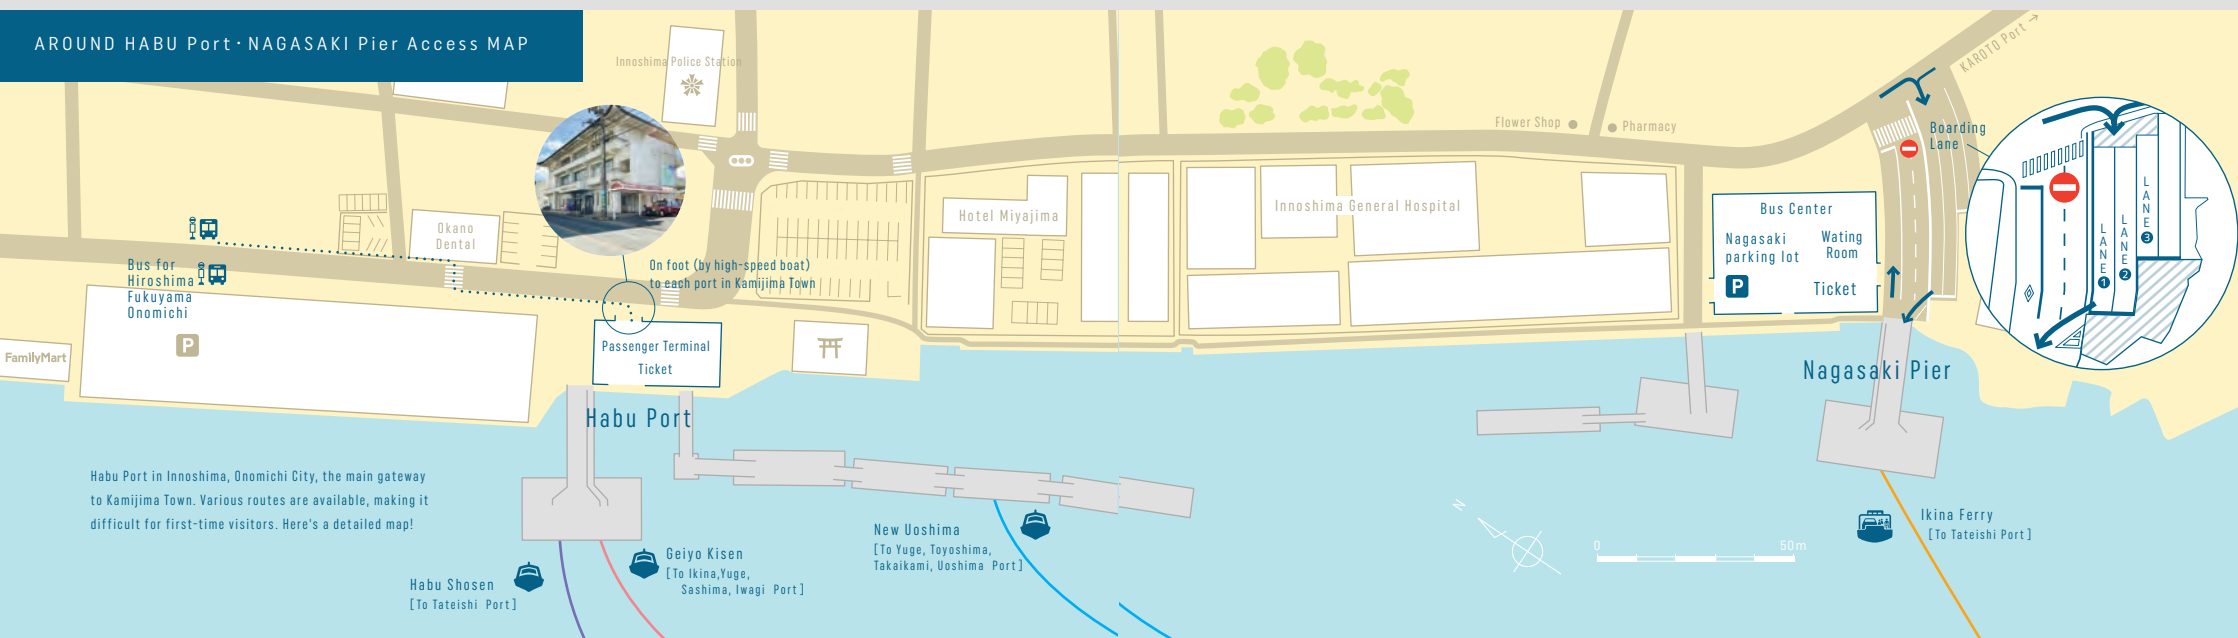 AROUND HABU Port・NAGASAKI Pier Access MAP
Innoshima Police Station
KAROTO Port →
Flower Shop
Pharmacy
Boarding
Lane
LANE 1
LANE 2
LANE 3
Okano
Dental
Hotel Miyajima
Innoshima General Hospital
Bus Center
Nagasaki
parking lot
P
Wating
Room
Ticket
On foot (by high-speed boat)
to each port in Kamijima Town
Bus for
Hiroshima
Fukuyama
Onomichi
P
FamilyMart
Passenger Terminal
Ticket
Nagasaki Pier
Habu Port
Habu Port in Innoshima, Onomichi City, the main gateway
to Kamijima Town. Various routes are available, making it
difficult for first-time visitors. Here's a detailed map!
Habu Shosen
[To Tateishi Port]
Geiyo Kisen
[To Ikina,Yuge,
Sashima, Iwagi Port]
New Uoshima
[To Yuge, Toyoshima,
Takaikami, Uoshima Port]
N
0
50m
Ikina Ferry
[To Tateishi Port]